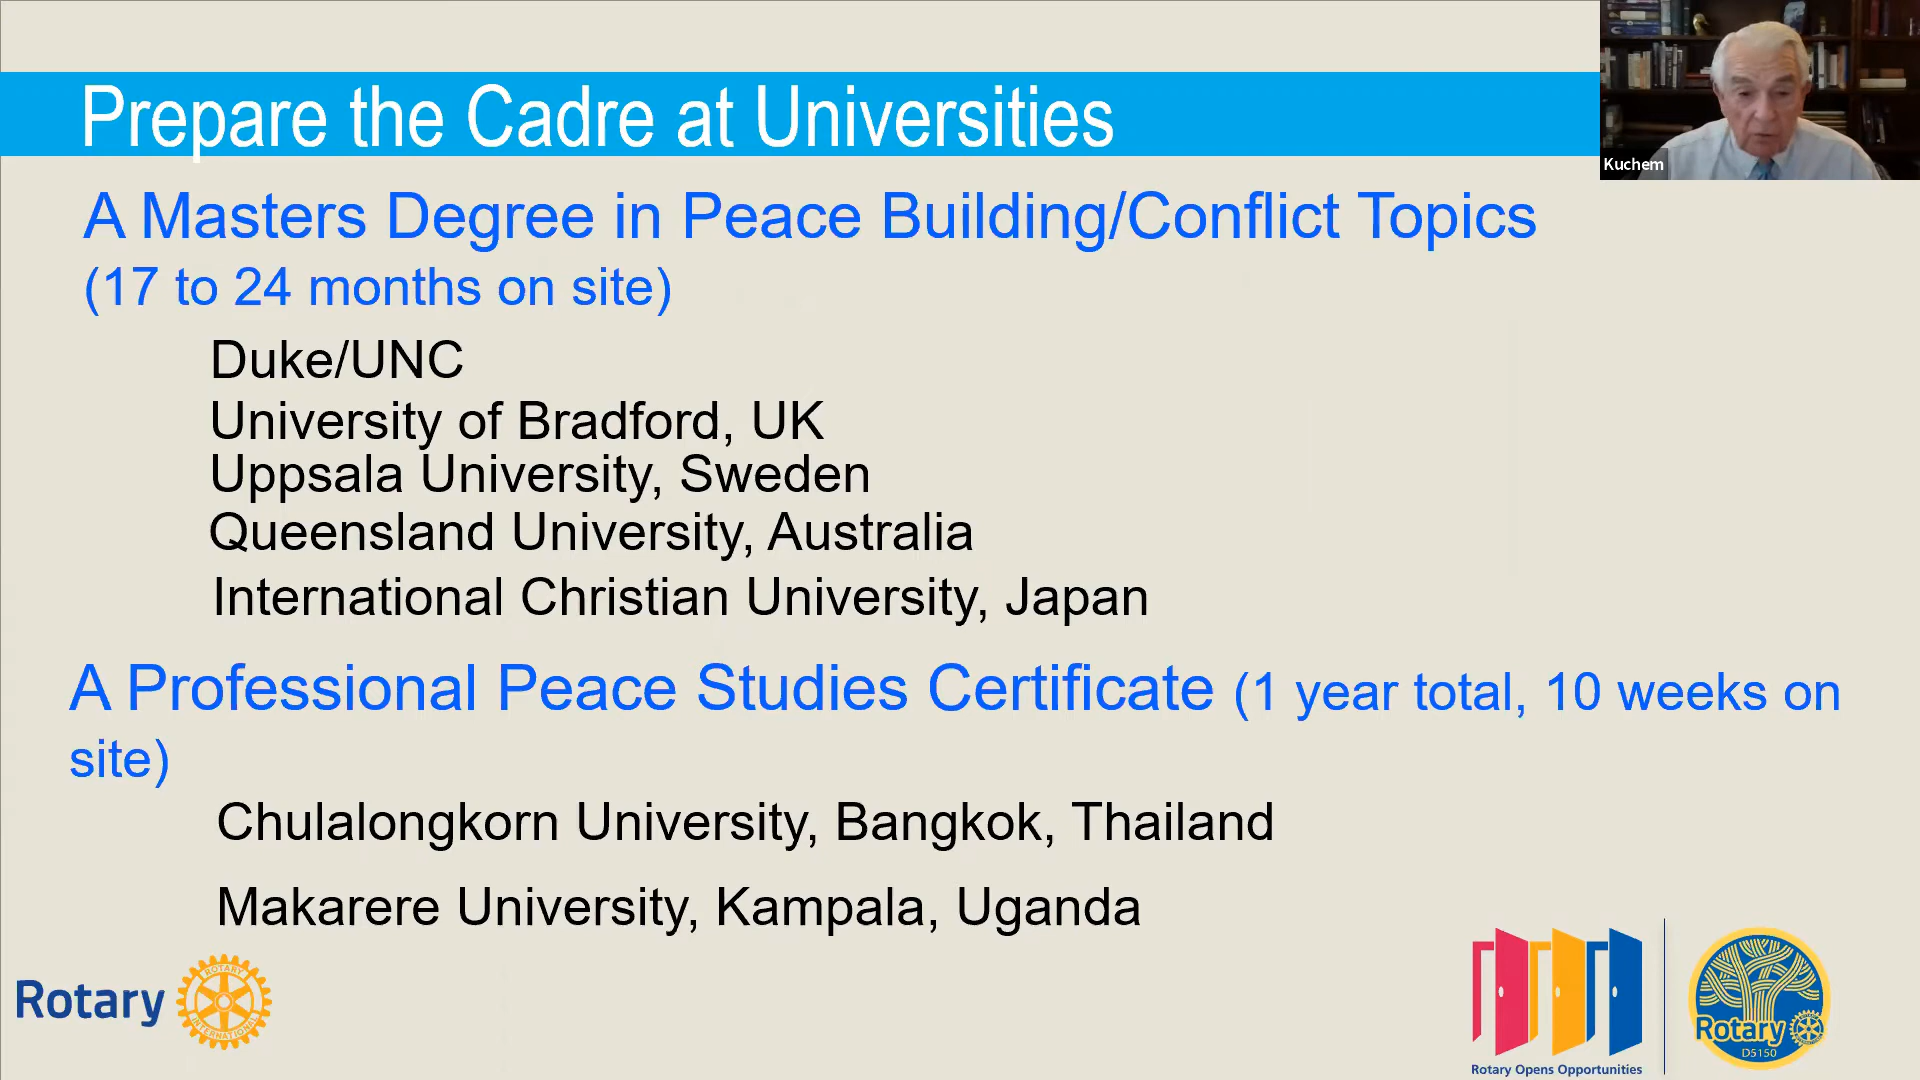 Prepare the Cadre at Universities
Kuchem
A Masters Degree in Peace Building/Conflict Topics
(17 to 24 months on site)
Duke/UNC
University of Bradford, UK
Uppsala University, Sweden
Queensland University, Australia
International Christian University, Japan
A Professional Peace Studies Certificate (1 year total, 10 weeks on
site)
Chulalongkorn University, Bangkok, Thailand
Makarere University, Kampala, Uganda
Rotary
ROTARY
INTERNATIONAL
Rotary Opens Opportunities
Rotary
D5150